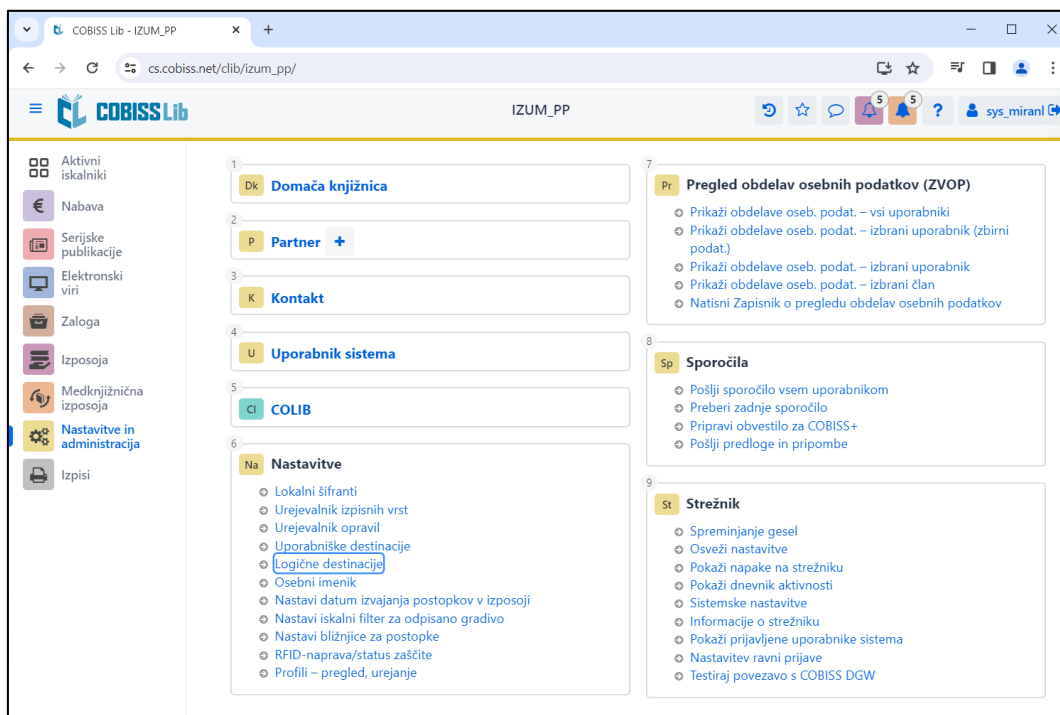 COBISS Lib - IZUM_PP
cs.cobiss.net/clib/izum_pp/
COBISS Lib
IZUM_PP
5
5
?
sys_miranl
Aktivni
iskalniki
€
Nabava
Serijske
publikacije
Elektronski
viri
Zaloga
Izposoja
Medknjižnična
izposoja
Nastavitve in
administracija
Izpisi
1
Dk Domača knjižnica
2
P Partner +
3
K Kontakt
4
U Uporabnik sistema
5
Cl COLIB
6
Na Nastavitve
Lokalni šifranti
Urejevalnik izpisnih vrst
Urejevalnik opravil
Uporabniške destinacije
Logične destinacije
Osebni imenik
Nastavi datum izvajanja postopkov v izposoji
Nastavi iskalni filter za odpisano gradivo
Nastavi bližnjice za postopke
RFID-naprava/status zaščite
Profili – pregled, urejanje
7
Pr Pregled obdelav osebnih podatkov (ZVOP)
Prikaži obdelave oseb. podat. – vsi uporabniki
Prikaži obdelave oseb. podat. – izbrani uporabnik (zbirni
podat.)
Prikaži obdelave oseb. podat. – izbrani uporabnik
Prikaži obdelave oseb. podat. – izbrani član
Natisni Zapisnik o pregledu obdelav osebnih podatkov
8
Sp Sporočila
Pošlji sporočilo vsem uporabnikom
Preberi zadnje sporočilo
Pripravi obvestilo za COBISS+
Pošlji predloge in pripombe
9
St Strežnik
Spreminjanje gesel
Osveži nastavitve
Pokaži napake na strežniku
Pokaži dnevnik aktivnosti
Sistemske nastavitve
Informacije o strežniku
Pokaži prijavljene uporabnike sistema
Nastavitev ravni prijave
Testiraj povezavo s COBISS DGW